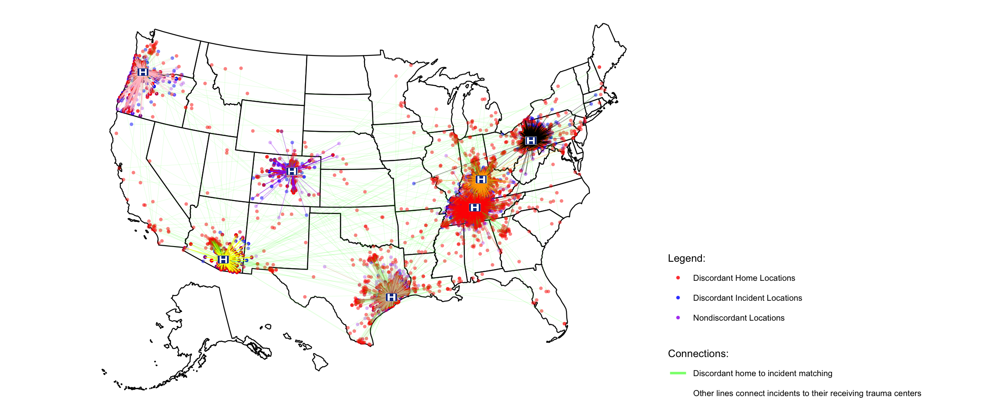 H
H
H
H
H
H
H
Legend:
Discordant Home Locations
Discordant Incident Locations
Nondiscordant Locations
Connections:
Discordant home to incident matching
Other lines connect incidents to their receiving trauma centers